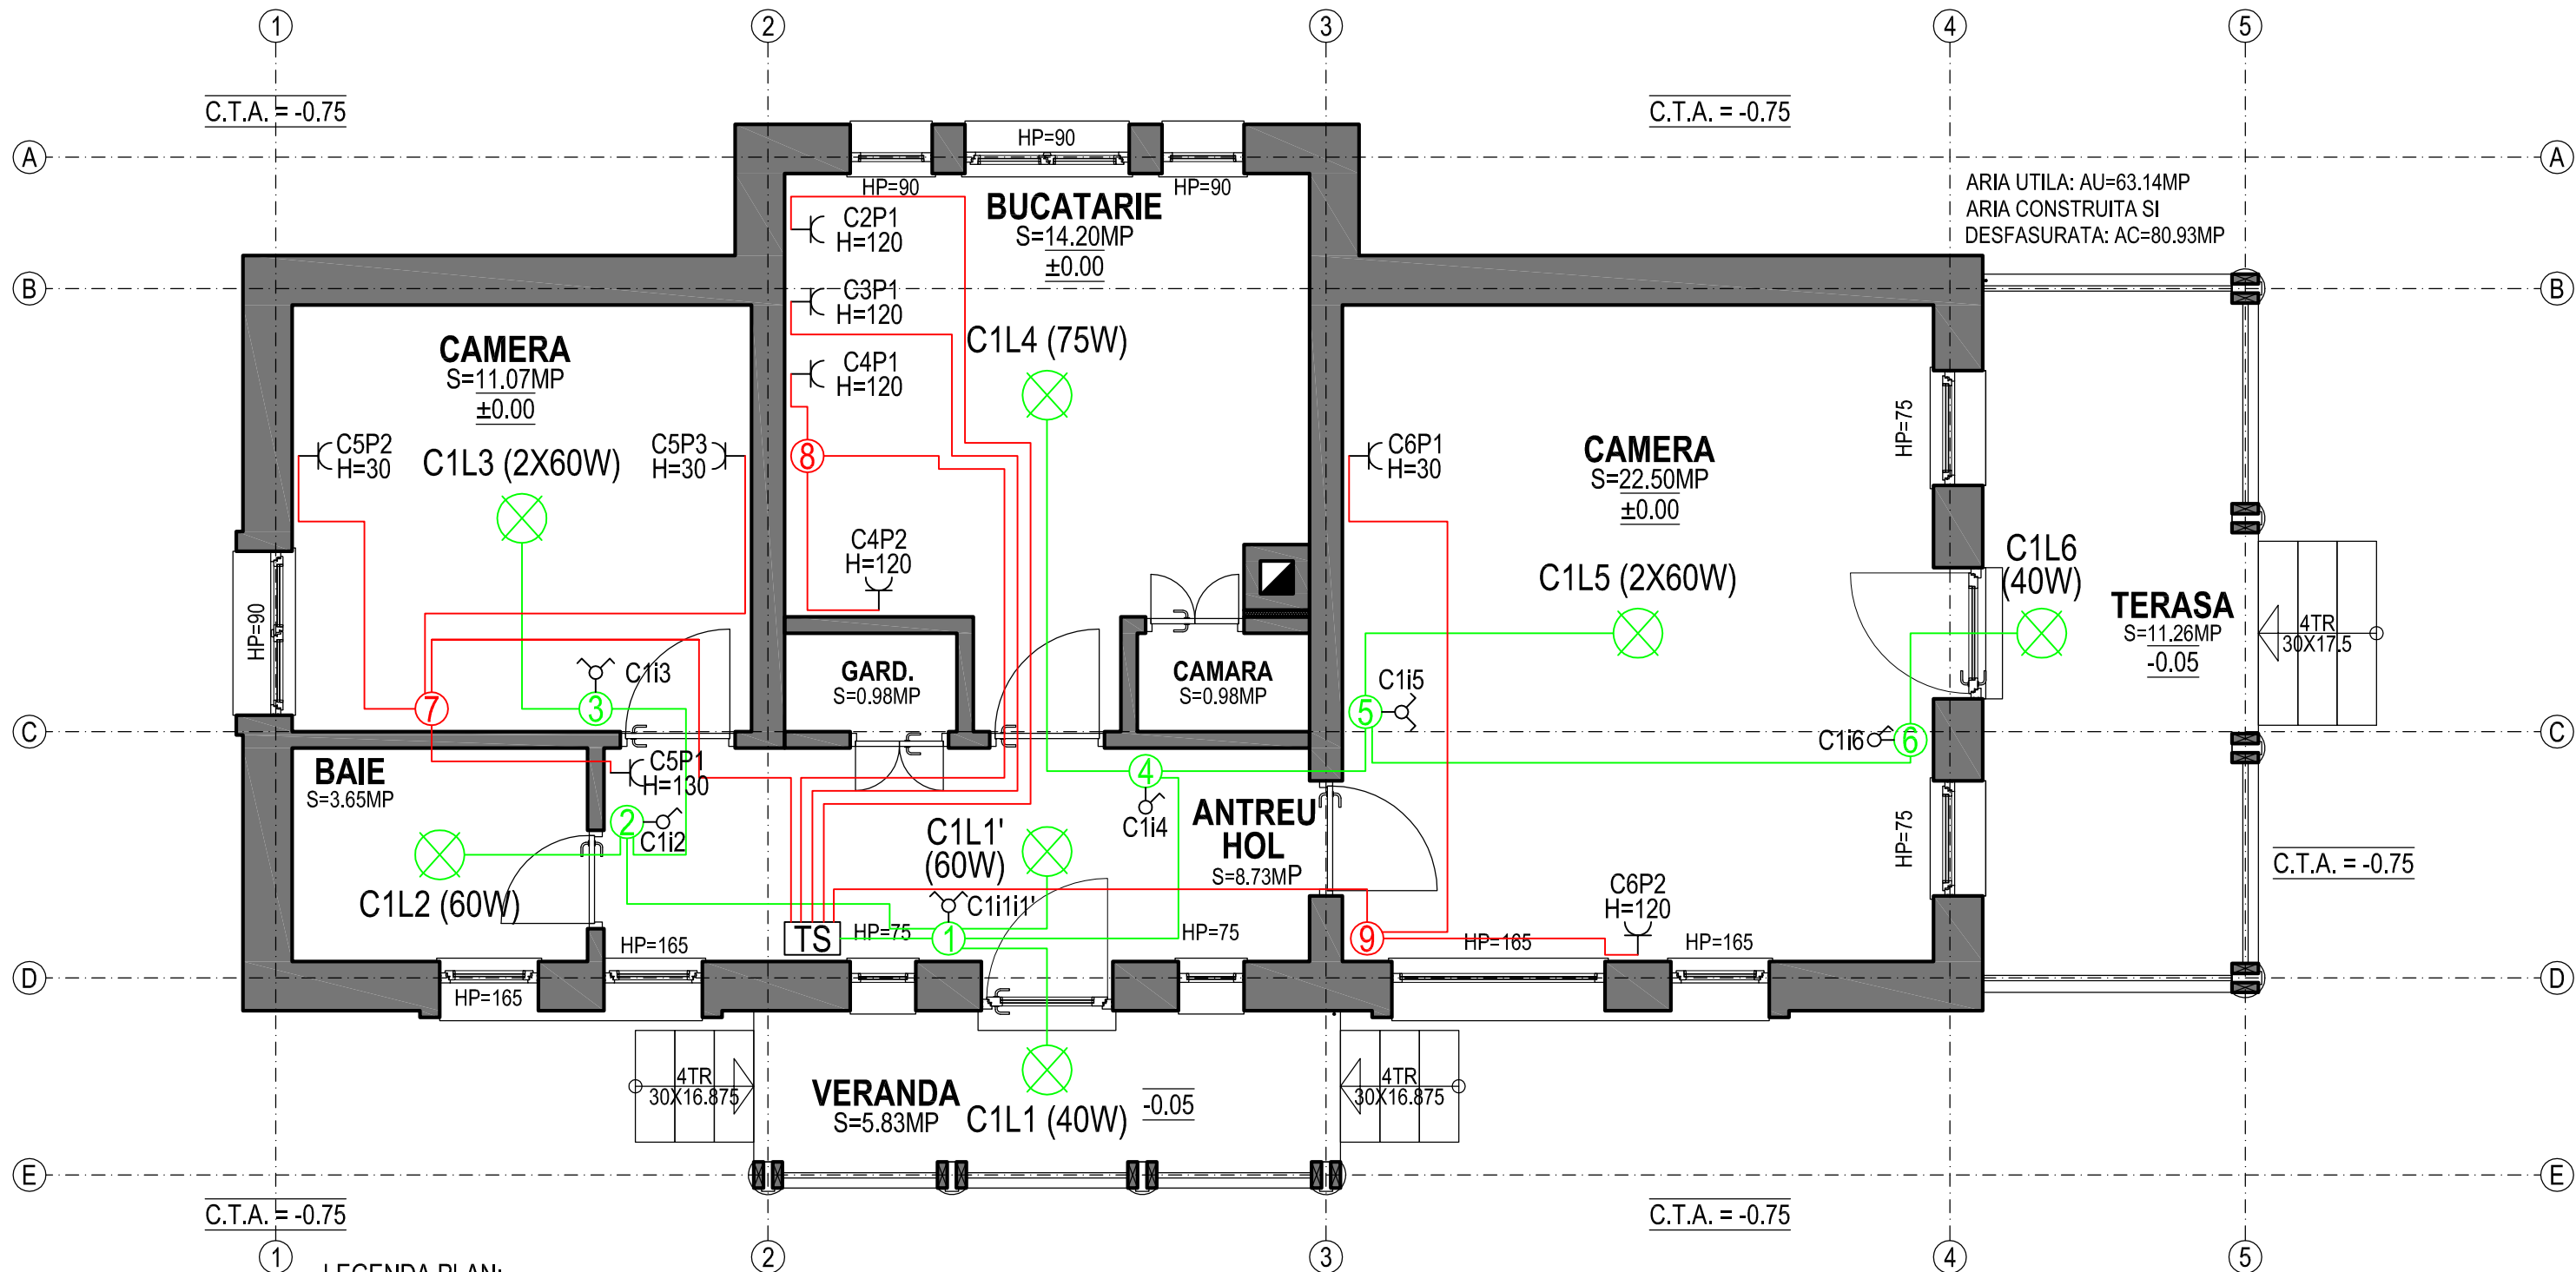 1
2
3
4
5
C.T.A. = -0.75
C.T.A. = -0.75
A
A
HP=90
HP=90
HP=90
ARIA UTILA: AU=63.14MP
ARIA CONSTRUITA SI
DESFASURATA: AC=80.93MP
BUCATARIE
S=14.20MP
±0.00
C2P1
H=120
B
B
C3P1
H=120
C1L4 (75W)
C4P1
H=120
CAMERA
S=11.07MP
±0.00
C5P2
H=30
C1L3 (2X60W)
C5P3
H=30
8
C6P1
H=30
CAMERA
S=22.50MP
±0.00
HP=75
C4P2
H=120
C1L5 (2X60W)
C1L6
(40W)
TERASA
S=11.26MP
-0.05
4TR
30X17.5
HP=90
GARD.
S=0.98MP
CAMARA
S=0.98MP
C1i3
7
3
5
C1i5
C1i6
6
C
C
BAIE
S=3.65MP
C5P1
H=130
4
C1i4
2
C1i2
ANTREU
HOL
S=8.73MP
C1L1'
(60W)
HP=75
C.T.A. = -0.75
C1L2 (60W)
C1i1i1'
C6P2
H=120
TS
HP=75
1
HP=75
9
HP=165
HP=165
HP=165
HP=165
D
D
4TR
30X16.875
VERANDA
S=5.83MP
C1L1 (40W)
-0.05
4TR
30X16.875
E
E
C.T.A. = -0.75
C.T.A. = -0.75
1
2
3
4
5
LEGENDA PLAN: